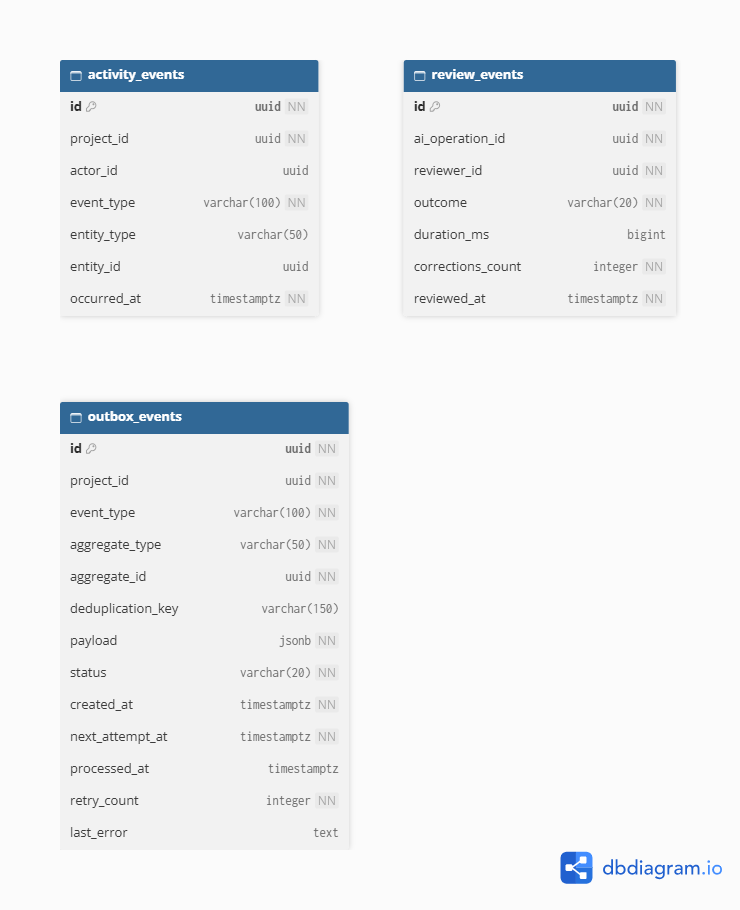 activity_events
id uuid NN
project_id uuid NN
actor_id uuid
event_type varchar(100) NN
entity_type varchar(50)
entity_id uuid
occurred_at timestamptz NN
review_events
id uuid NN
ai_operation_id uuid NN
reviewer_id uuid NN
outcome varchar(20) NN
duration_ms bigint
corrections_count integer NN
reviewed_at timestamptz NN
outbox_events
id uuid NN
project_id uuid NN
event_type varchar(100) NN
aggregate_type varchar(50) NN
aggregate_id uuid NN
deduplication_key varchar(150)
payload jsonb NN
status varchar(20) NN
created_at timestamptz NN
next_attempt_at timestamptz NN
processed_at timestamptz
retry_count integer NN
last_error text
dbdiagram.io